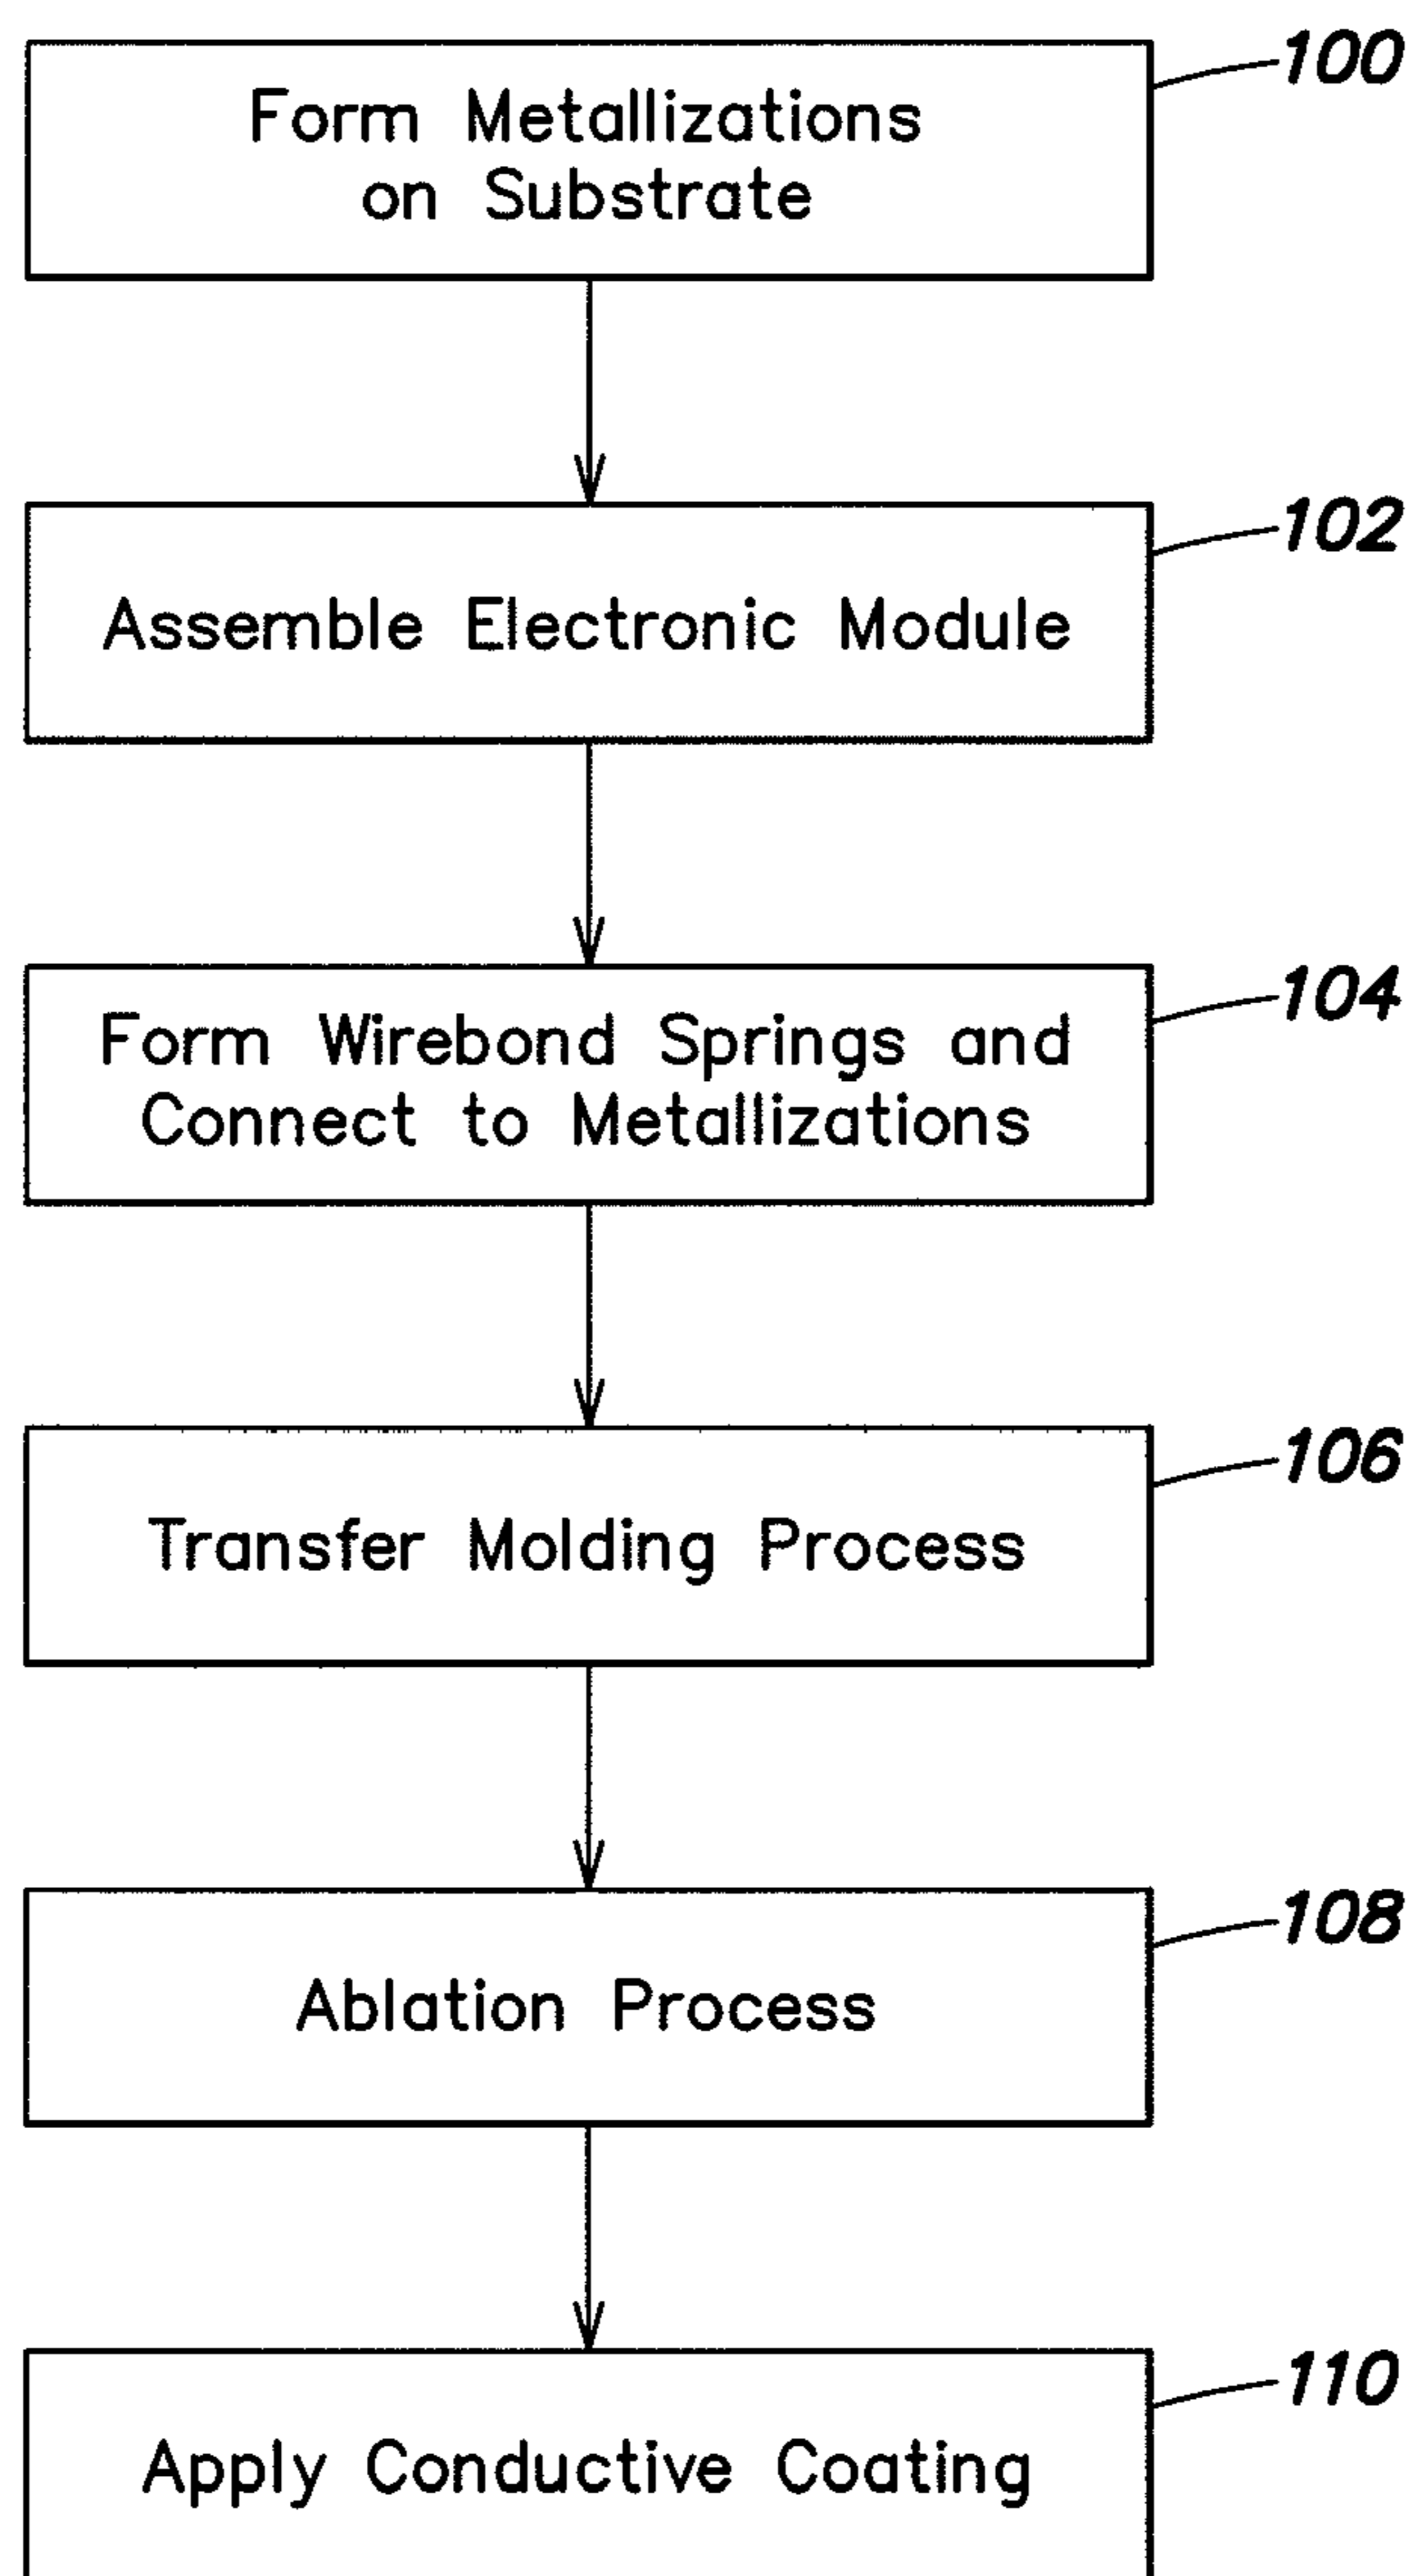 100
Form Metallizations
on Substrate
102
Assemble Electronic Module
104
Form Wirebond Springs and
Connect to Metallizations
106
Transfer Molding Process
108
Ablation Process
110
Apply Conductive Coating